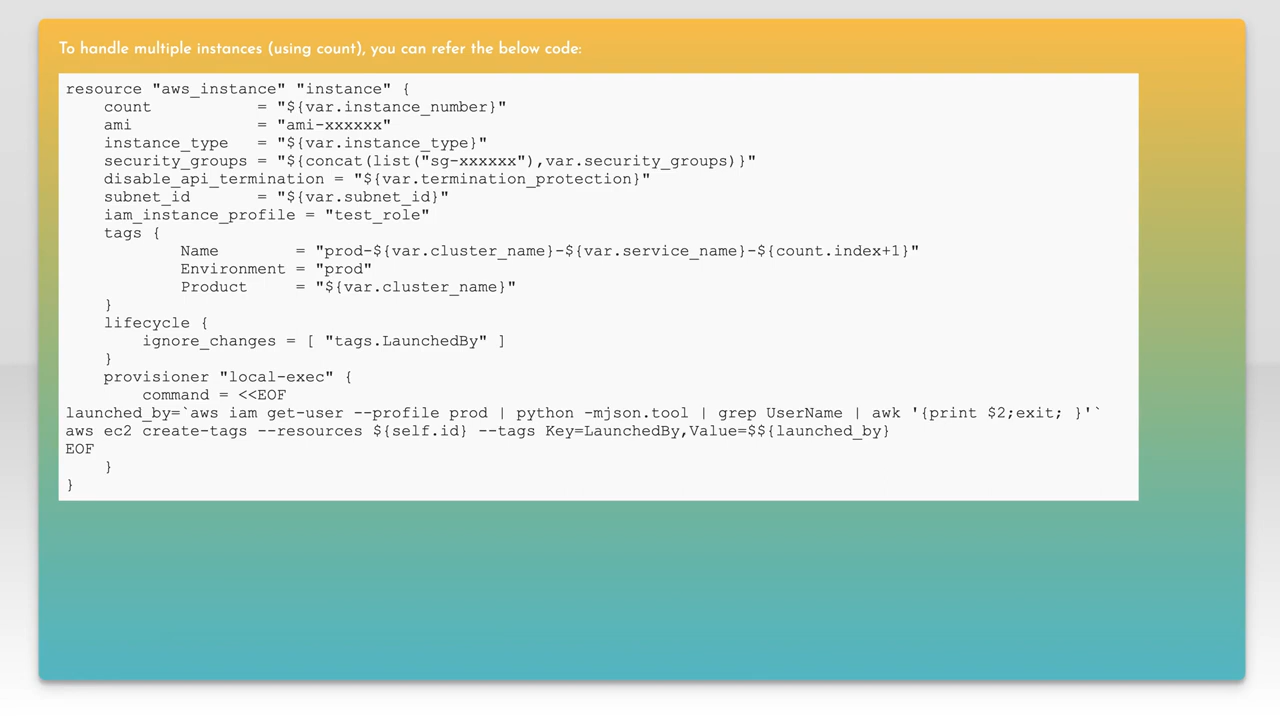 To handle multiple instances (using count), you can refer the below code:
resource "aws_instance" "instance" {
    count           = "${var.instance_number}"
    ami             = "ami-xxxxxx"
    instance_type   = "${var.instance_type}"
    security_groups = "${concat(list("sg-xxxxxx"),var.security_groups)}"
    disable_api_termination = "${var.termination_protection}"
    subnet_id       = "${var.subnet_id}"
    iam_instance_profile = "test_role"
    tags {
            Name        = "prod-${var.cluster_name}-${var.service_name}-${count.index+1}"
            Environment = "prod"
            Product     = "${var.cluster_name}"
    }
    lifecycle {
        ignore_changes = [ "tags.LaunchedBy" ]
    }
    provisioner "local-exec" {
        command = <<EOF
launched_by=`aws iam get-user --profile prod | python -mjson.tool | grep UserName | awk '{print $2;exit; }'`
aws ec2 create-tags --resources ${self.id} --tags Key=LaunchedBy,Value=$${launched_by}
EOF
    }
}